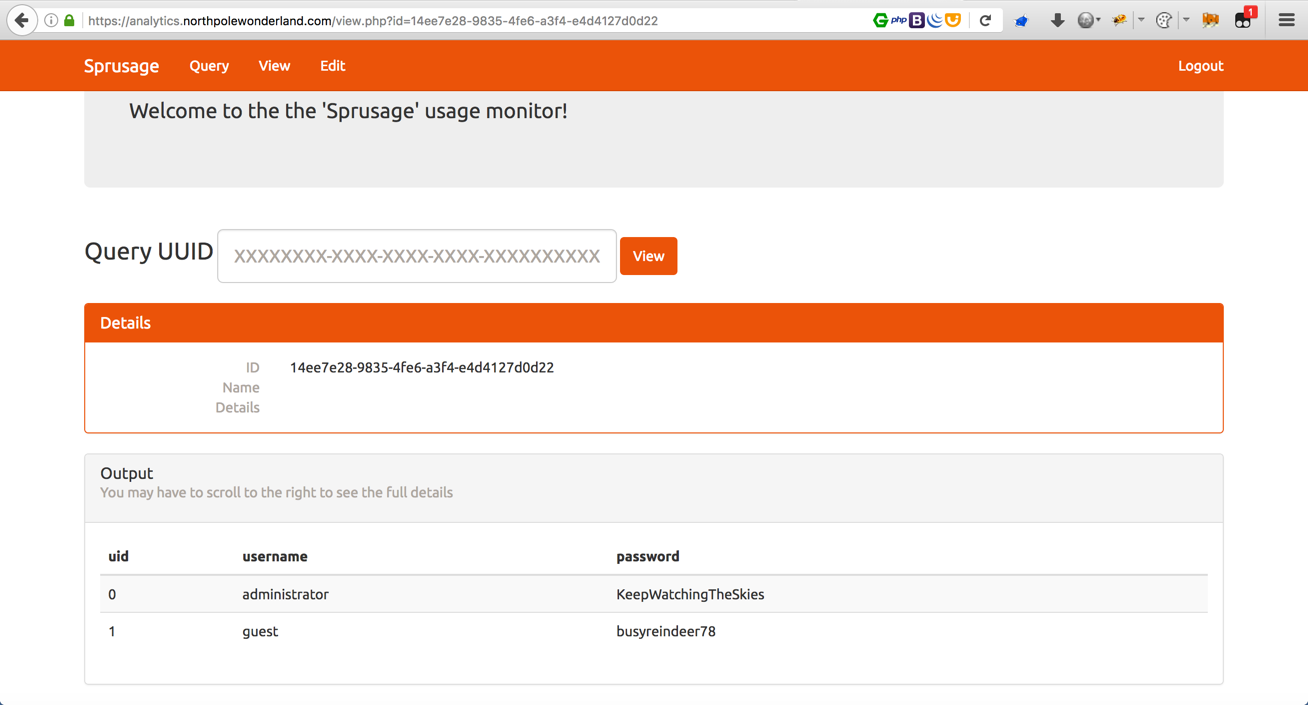 https://analytics.northpolewonderland.com/view.php?id=14ee7e28-9835-4fe6-a3f4-e4d4127d0d22
php
B
1
Sprusage Query View Edit Logout
Welcome to the the 'Sprusage' usage monitor!
Query UUID XXXXXXXX-XXXX-XXXX-XXXX-XXXXXXXXXX View
Details
ID 14ee7e28-9835-4fe6-a3f4-e4d4127d0d22
Name
Details
Output
You may have to scroll to the right to see the full details
uid username password
0 administrator KeepWatchingTheSkies
1 guest busyreindeer78